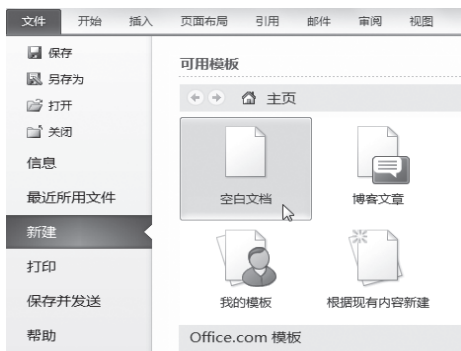 文件 开始 插入 页面布局 引用 邮件 审阅 视图
保存
另存为
打开
关闭
信息
最近所用文件
新建
打印
保存并发送
帮助
可用模板
主页
空白文档 博客文章
我的模板 根据现有内容新建
Office.com 模板